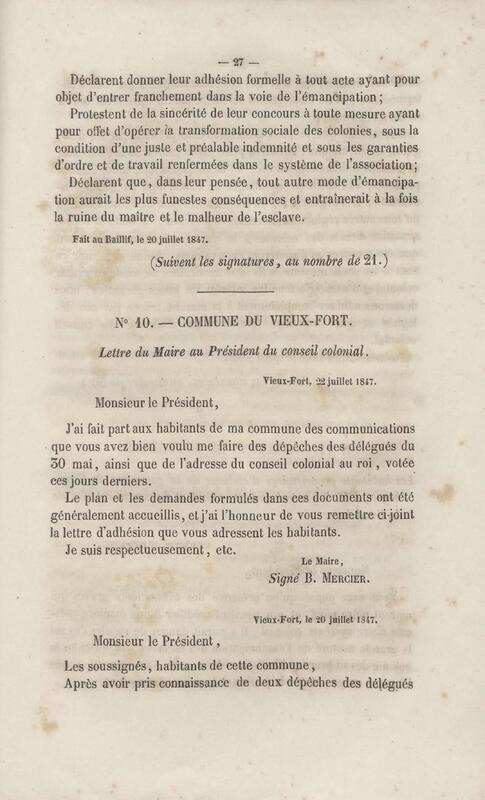 — 27 —
Déclarent donner leur adhésion formelle à tout acte ayant pour
objet d'entrer franchement dans la voie de l'émancipation ;
Protestent de la sincérité de leur concours à toute mesure ayant
pour offet d'opérer la transformation sociale des colonies, sous la
condition d'une juste et préalable indemnité et sous les garanties
d'ordre et de travail renfermées dans le système de l'association ;
Déclarent que, dans leur pensée, tout autre mode d'émancipa-
tion aurait les plus funestes conséquences et entraînerait à la fois
la ruine du maître et le malheur de l'esclave.
Fait au Baillif, le 20 juillet 1847.
(Suivent les signatures, au nombre de 21.)
N° 10. — COMMUNE DU VIEUX-FORT.
Lettre du Maire au Président du conseil colonial.
Vieux-Fort, 22 juillet 1847.
Monsieur le Président,
J'ai fait part aux habitants de ma commune des communications
que vous avez bien voulu me faire des dépêches des délégués du
30 mai, ainsi que de l'adresse du conseil colonial au roi, votée
ces jours derniers.
Le plan et les demandes formulés dans ces documents ont été
généralement accueillis, et j'ai l'honneur de vous remettre ci-joint
la lettre d'adhésion que vous adressent les habitants.
Je suis respectueusement, etc.
Le Maire,
Signé B. MERCIER.
Vieux-Fort, le 20 juillet 1847.
Monsieur le Président,
Les soussignés, habitants de cette commune,
Après avoir pris connaissance de deux dépêches des délégués